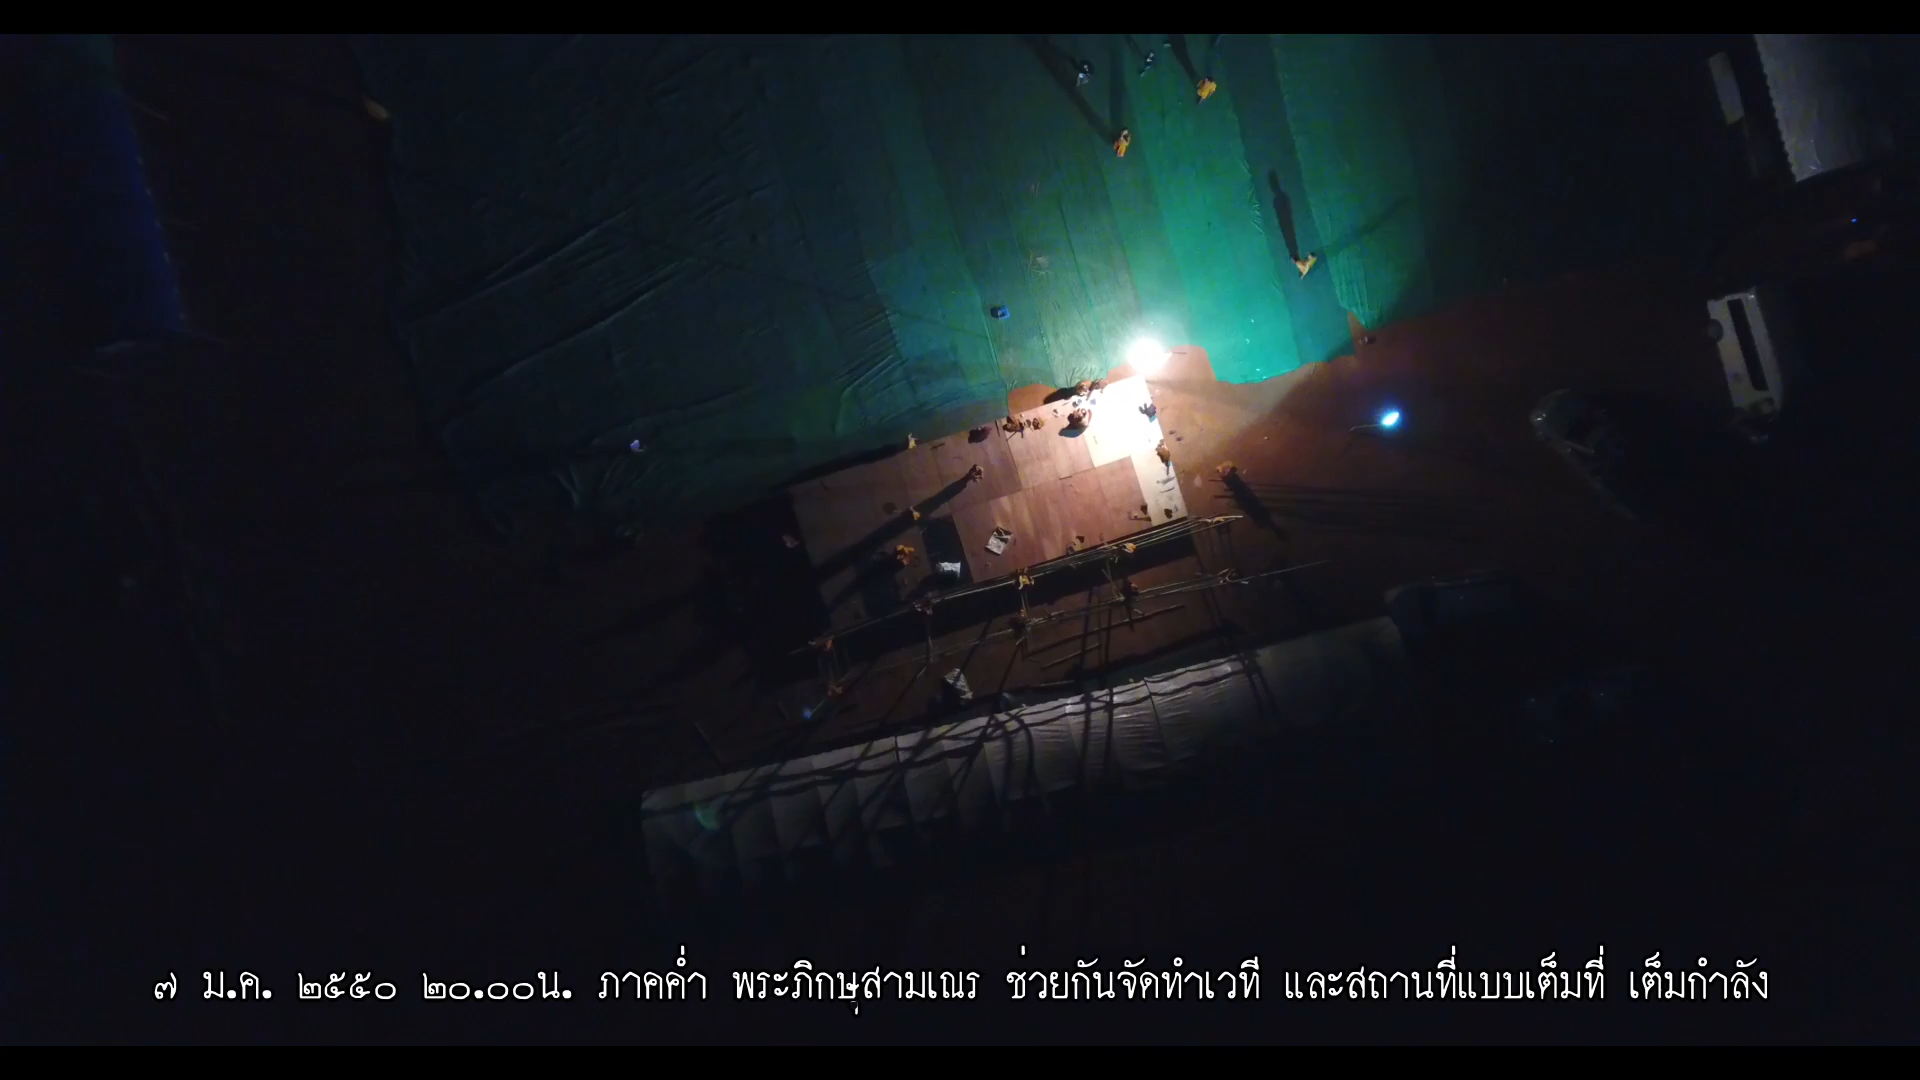 ๗ ม.ค. ๒๕๕๐ ๒๐.๐๐น. ภาคค่ำ พระภิกษุสามเณร ช่วยกันจัดทำเวที และสถานที่แบบเต็มที่ เต็มกำลัง